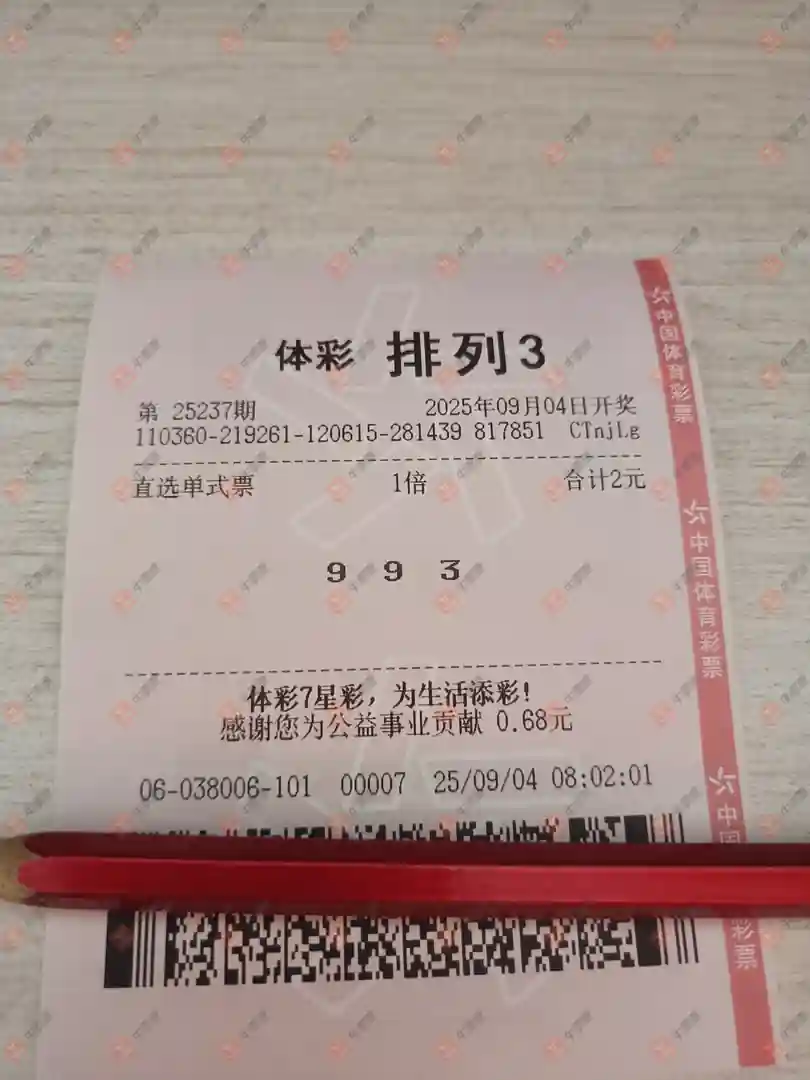 体彩 排列3
第 25237期 2025年09月04日开奖
110360-219261-120615-281439 817851 CTnjLg
直选单式票 1倍 合计2元
9 9 3
体彩7星彩，为生活添彩!
感谢您为公益事业贡献 0.68元
06-038006-101 00007 25/09/04 08:02:01
中国体育彩票
中国体育彩票
中国
彩票